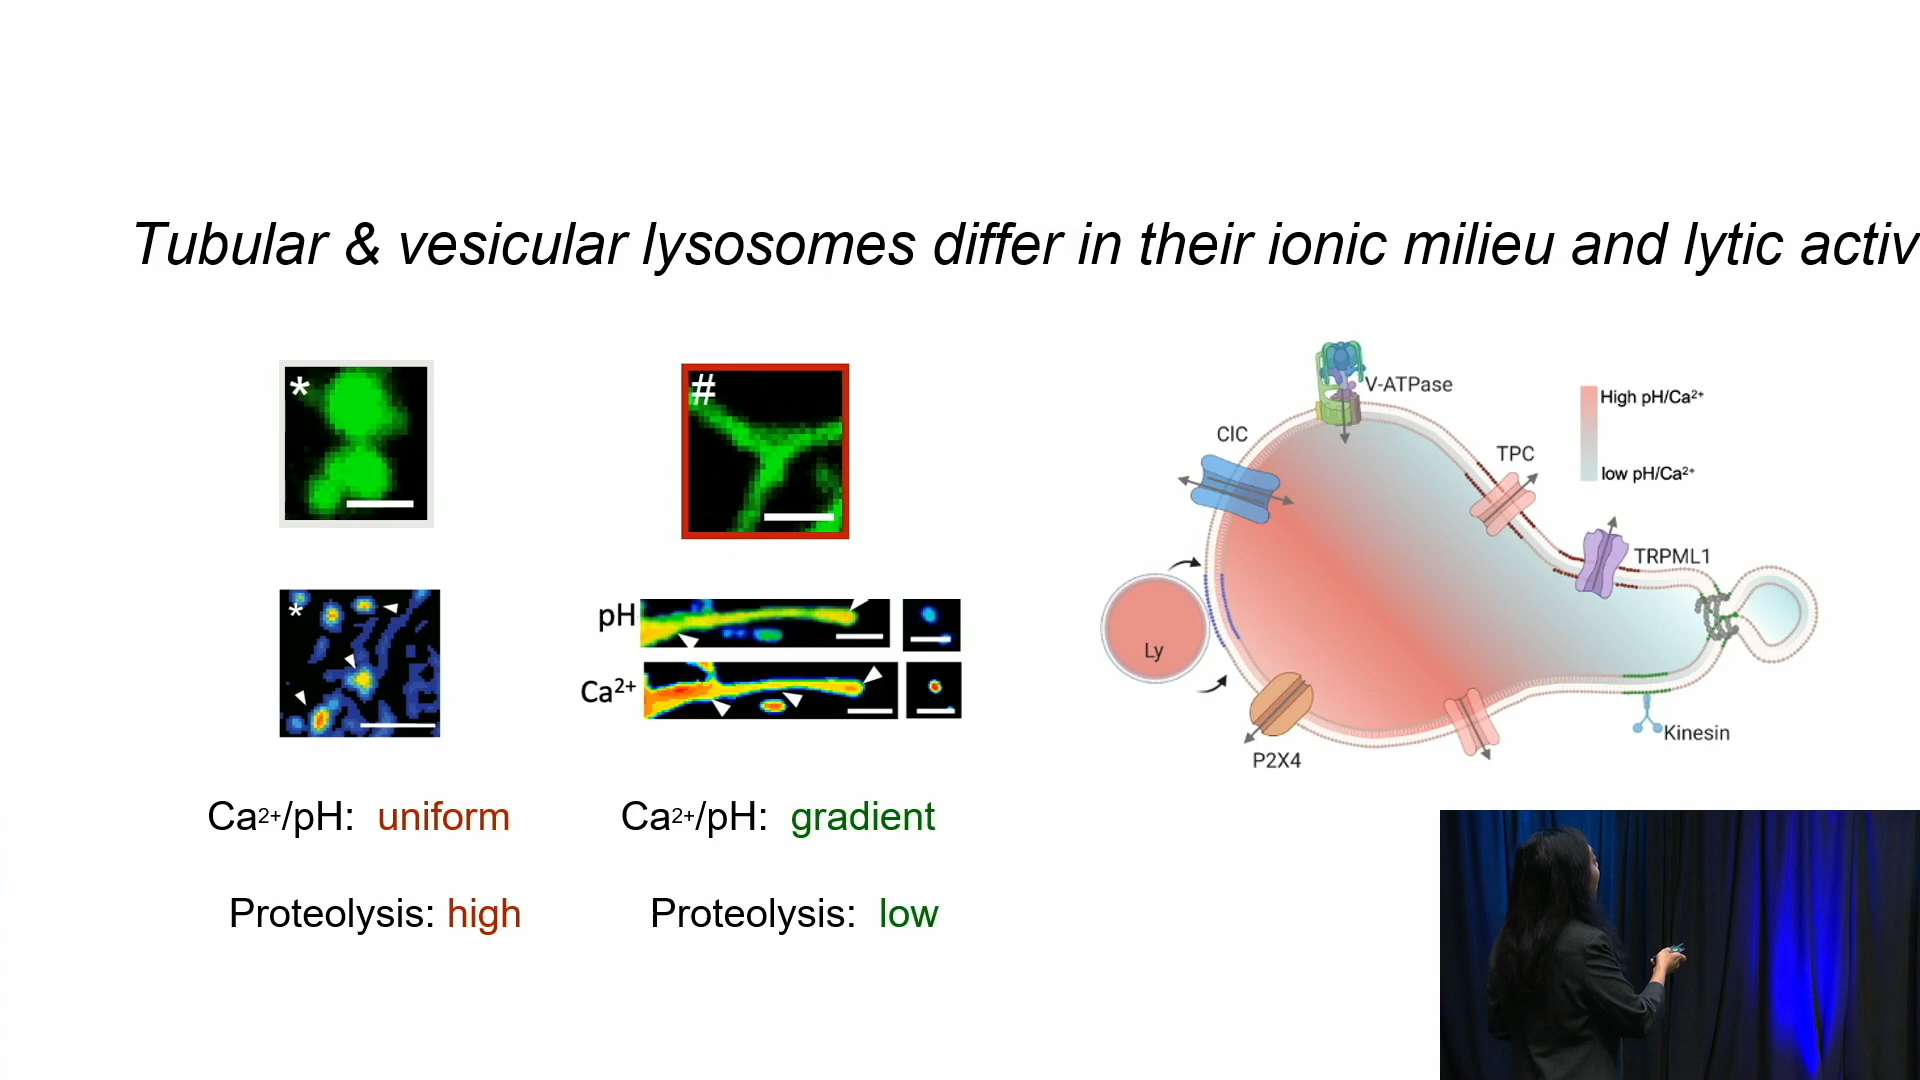 Tubular & vesicular lysosomes differ in their ionic milieu and lytic activ
*
#
*
pH
Ca²⁺
Ca2+/pH: uniform
Ca2+/pH: gradient
Proteolysis: high
Proteolysis: low
V-ATPase
ClC
TPC
High pH/Ca²⁺
low pH/Ca²⁺
TRPML1
Ly
Kinesin
P2X4